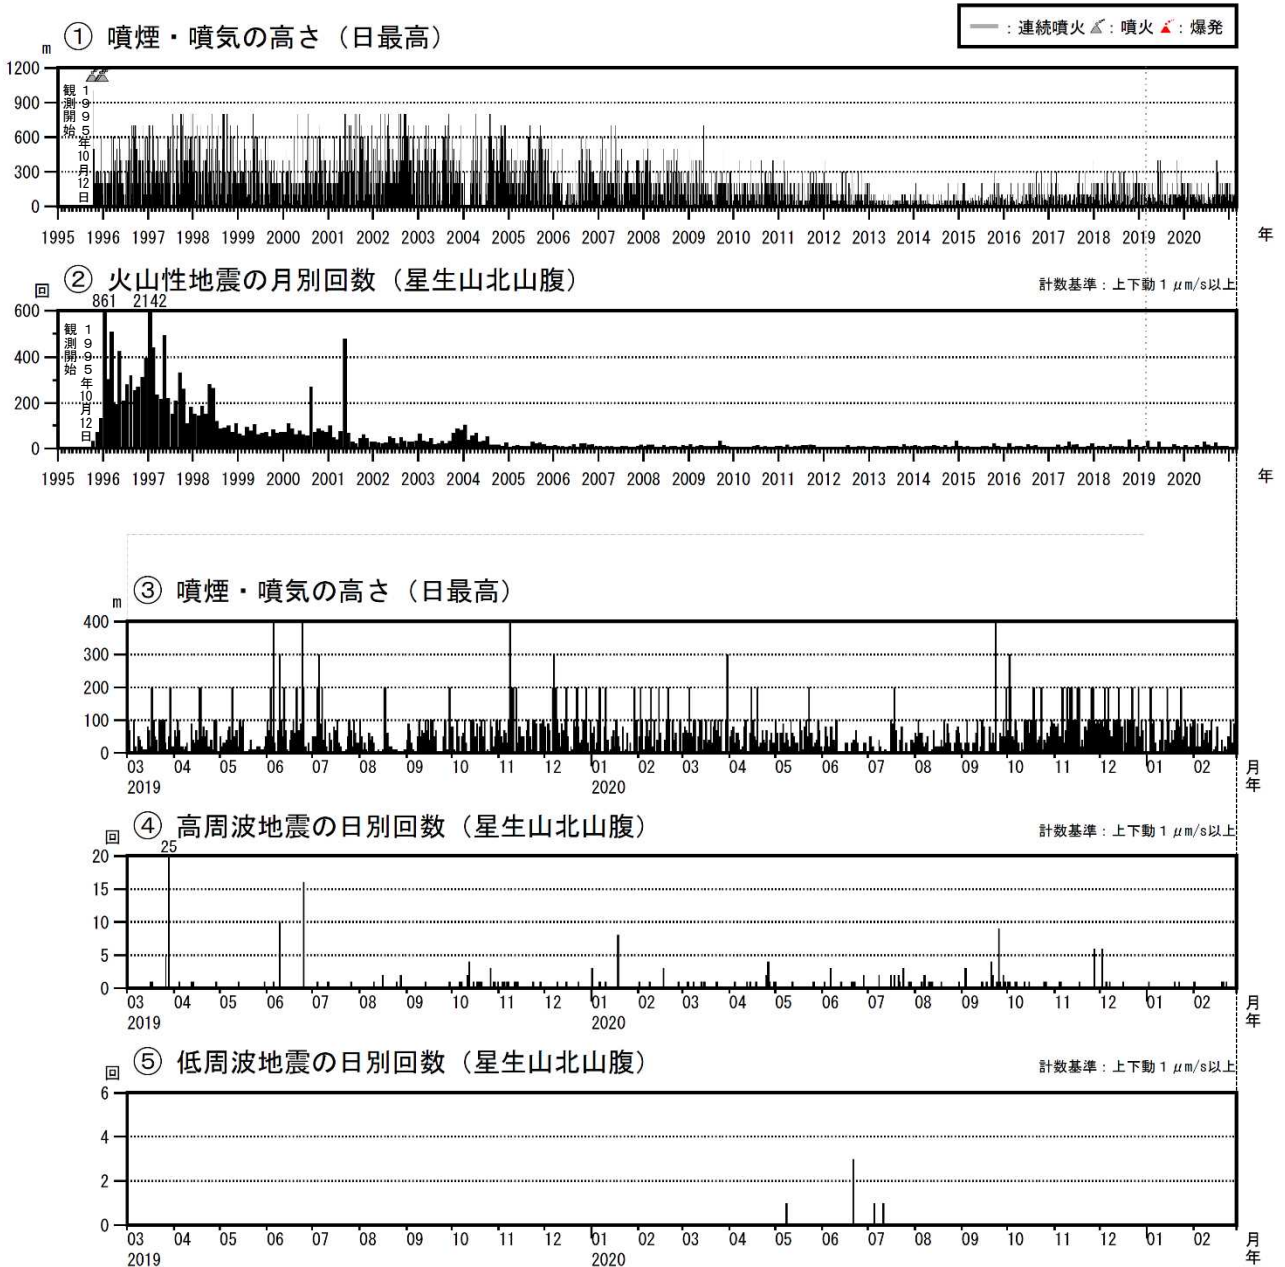 ━ : 連続噴火 : 噴火 : 爆発
① 噴煙・噴気の高さ（日最高）
m
1200
900
600
300
0
観測開始
1995年10月12日
1995 1996 1997 1998 1999 2000 2001 2002 2003 2004 2005 2006 2007 2008 2009 2010 2011 2012 2013 2014 2015 2016 2017 2018 2019 2020 年
② 火山性地震の月別回数（星生山北山腹）
計数基準：上下動１μm/s以上
回
861 2142
600
400
200
0
観測開始
1995年10月12日
1995 1996 1997 1998 1999 2000 2001 2002 2003 2004 2005 2006 2007 2008 2009 2010 2011 2012 2013 2014 2015 2016 2017 2018 2019 2020 年
③ 噴煙・噴気の高さ（日最高）
m
400
300
200
100
0
03 04 05 06 07 08 09 10 11 12 01 02 03 04 05 06 07 08 09 10 11 12 01 02 月
2019 2020 年
④ 高周波地震の日別回数（星生山北山腹）
計数基準：上下動１μm/s以上
回
25
20
15
10
5
0
03 04 05 06 07 08 09 10 11 12 01 02 03 04 05 06 07 08 09 10 11 12 01 02 月
2019 2020 年
⑤ 低周波地震の日別回数（星生山北山腹）
計数基準：上下動１μm/s以上
回
6
4
2
0
03 04 05 06 07 08 09 10 11 12 01 02 03 04 05 06 07 08 09 10 11 12 01 02 月
2019 2020 年